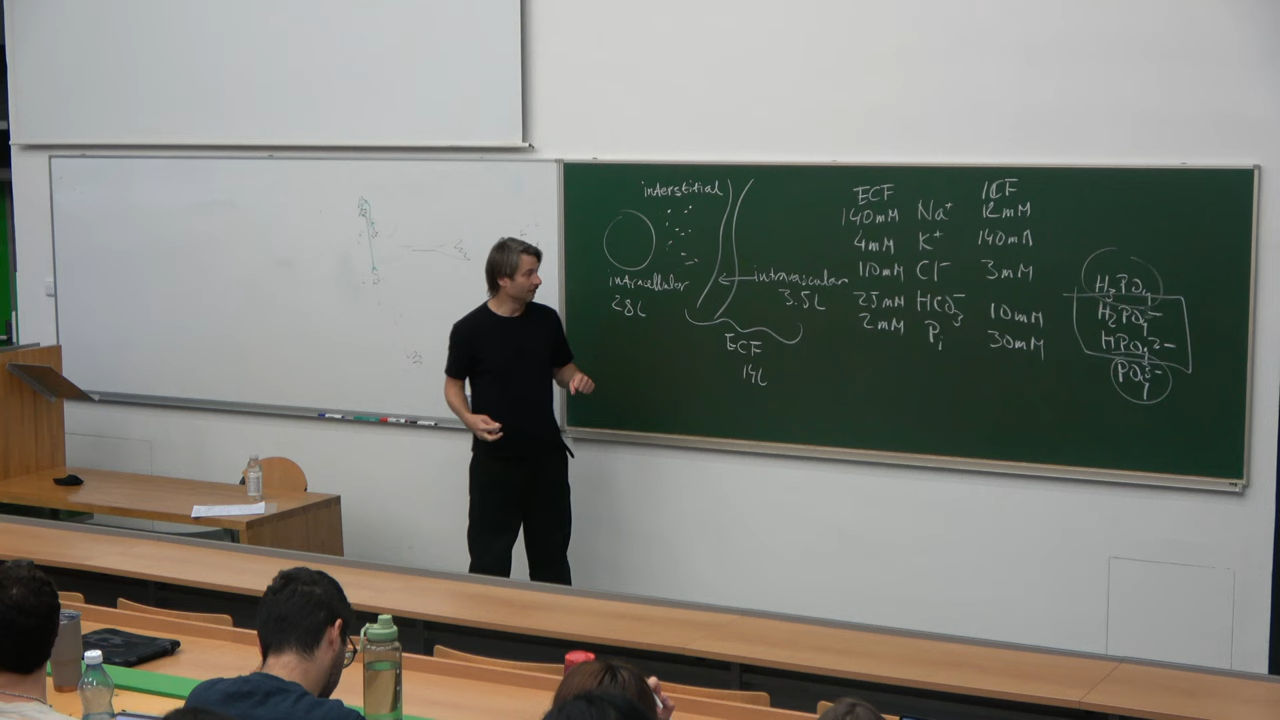 interstitial
intracellular
28L
intravascular
3.5L
ECF
14L
ECF ICF
140mM Na⁺ 12mM
4mM K⁺ 140mM
110mM Cl⁻ 3mM
25mM HCO₃⁻ 10mM
2mM Pᵢ 30mM
H₃PO₄
H₂PO₄⁻
HPO₄²⁻
PO₄³⁻